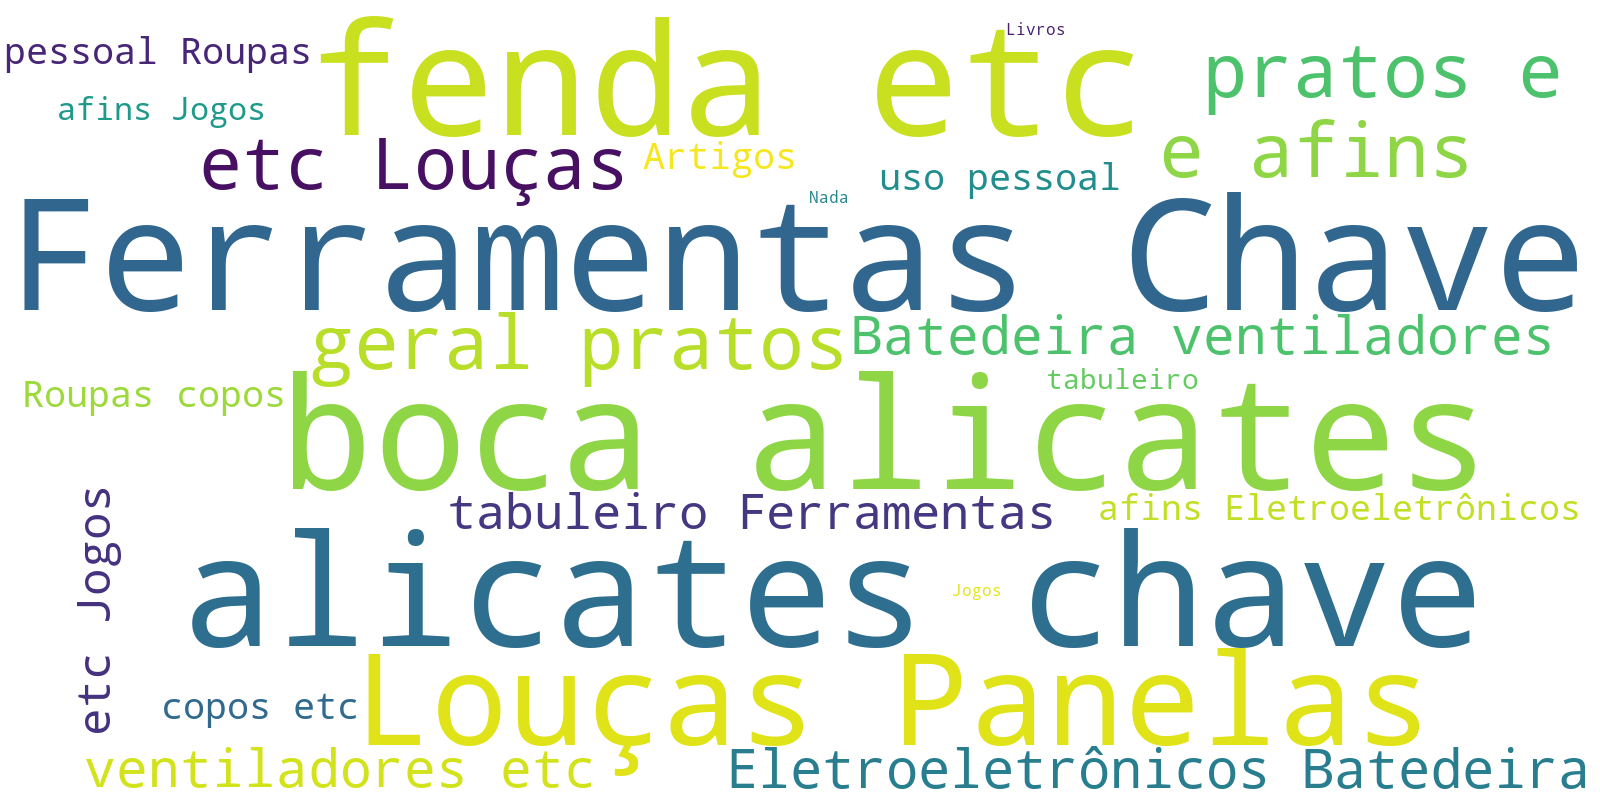 Livros
fenda etc
pessoal Roupas
pratos e
afins Jogos
e afins
etc Louças
Artigos
uso pessoal
Nada
Ferramentas Chave
geral pratos
Batedeira ventiladores
tabuleiro
Roupas copos
boca alicates
tabuleiro Ferramentas
afins Eletroeletrônicos
etc Jogos
alicates chave
Jogos
Louças Panelas
copos etc
ventiladores etc
Eletroeletrônicos Batedeira